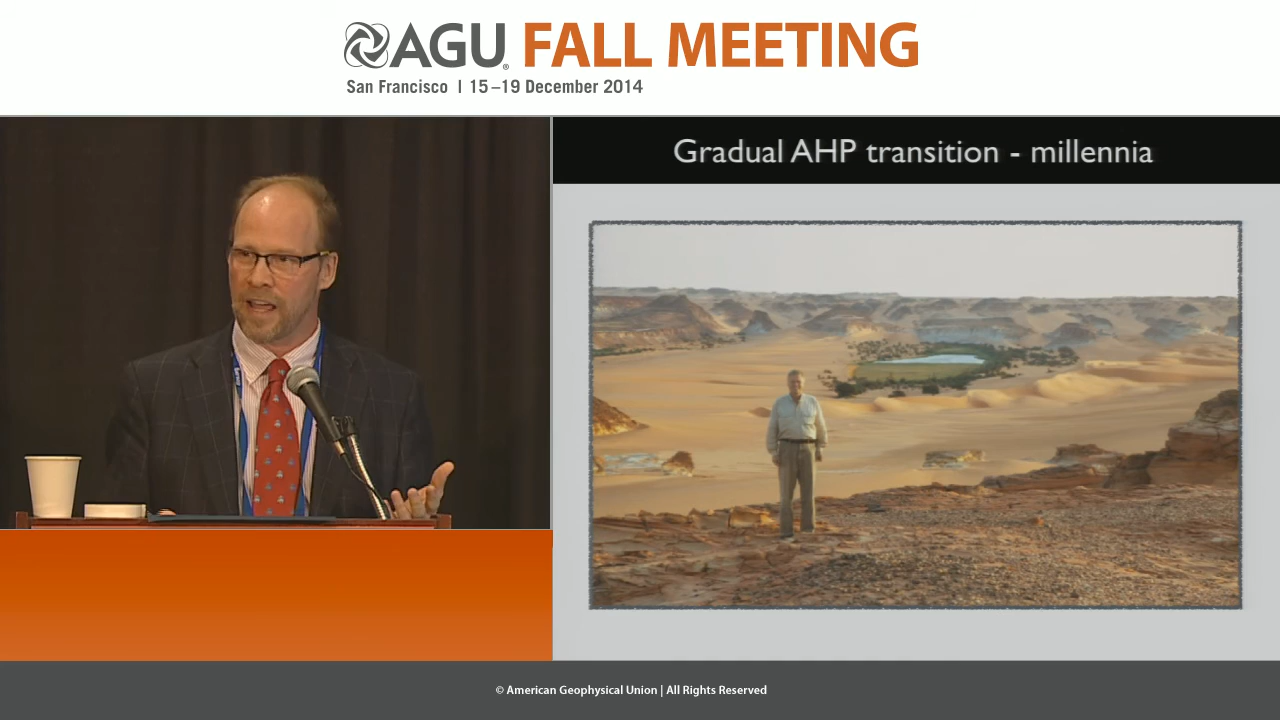 AGU® FALL MEETING
San Francisco | 15–19 December 2014
Gradual AHP transition - millennia
© American Geophysical Union | All Rights Reserved